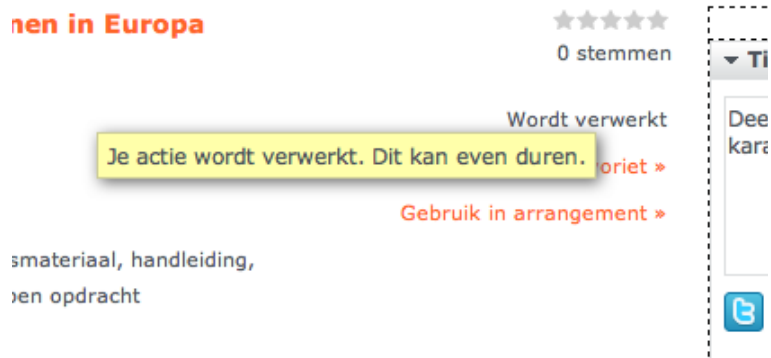 nen in Europa
0 stemmen
Wordt verwerkt
Je actie wordt verwerkt. Dit kan even duren.
oriet »
Gebruik in arrangement »
smateriaal, handleiding,
pen opdracht
Ti
Dee
kara